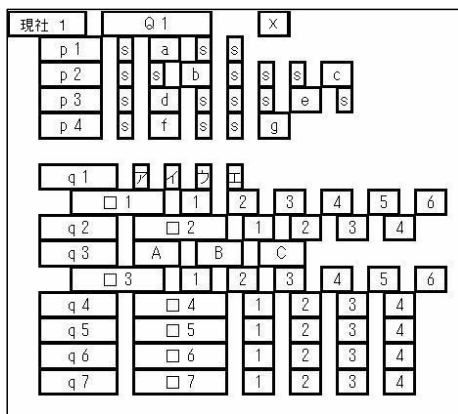 現社 1 Q 1 X
p 1 s a s s
p 2 s s b s s s c
p 3 s d s s s e s
p 4 s f s s g
q 1 ア イ ウ エ
□ 1 1 2 3 4 5 6
q 2 □ 2 1 2 3 4
q 3 A B C
□ 3 1 2 3 4 5 6
q 4 □ 4 1 2 3 4
q 5 □ 5 1 2 3 4
q 6 □ 6 1 2 3 4
q 7 □ 7 1 2 3 4